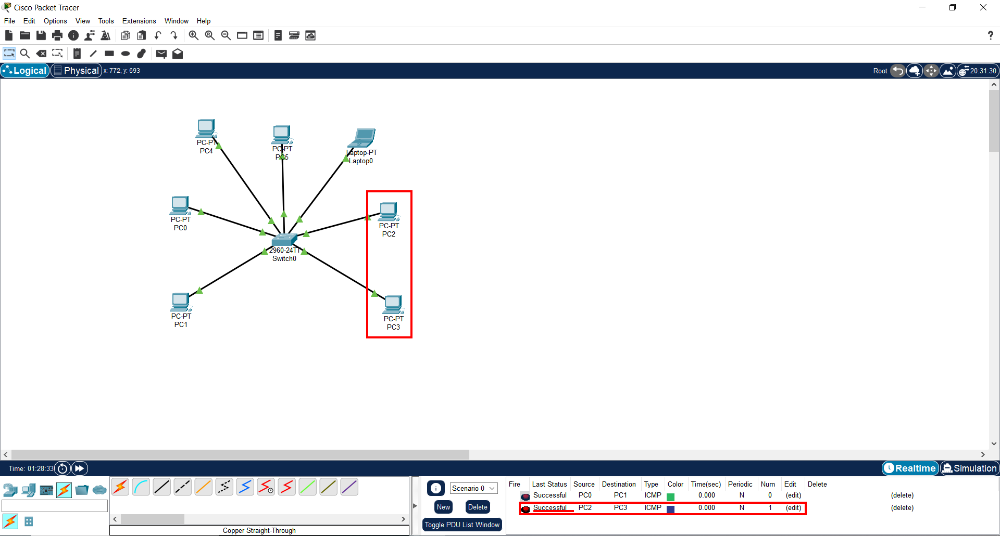 Cisco Packet Tracer
File Edit Options View Tools Extensions Window Help
?
Logical Physical x: 772, y: 693 Root 20:31:30
PC-PT
PC4
PC-PT
PC5
Laptop-PT
Laptop0
PC-PT
PC0
PC-PT
PC2
2960-24TT
Switch0
PC-PT
PC1
PC-PT
PC3
Time: 01:28:33 Realtime Simulation
Scenario 0
New Delete
Toggle PDU List Window
Copper Straight-Through
Fire Last Status Source Destination Type Color Time(sec) Periodic Num Edit Delete
Successful PC0 PC1 ICMP 0.000 N 0 (edit) (delete)
Successful PC2 PC3 ICMP 0.000 N 1 (edit) (delete)